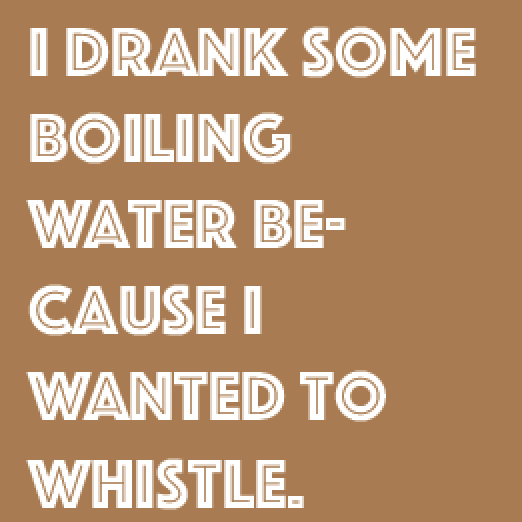 I DRANK SOME
BOILING
WATER BE-
CAUSE I
WANTED TO
WHISTLE.